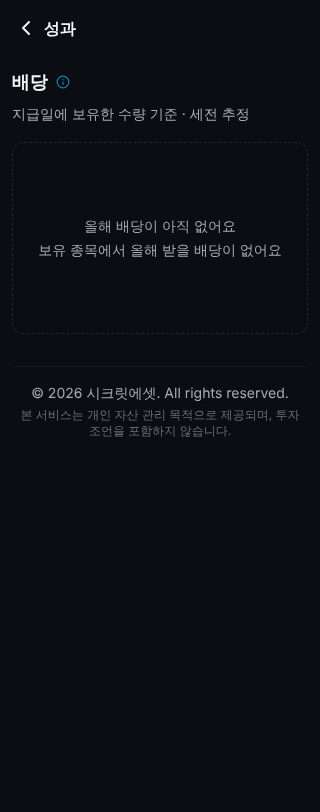 성과
배당
지급일에 보유한 수량 기준 · 세전 추정
올해 배당이 아직 없어요
보유 종목에서 올해 받을 배당이 없어요
© 2026 시크릿에셋. All rights reserved.
본 서비스는 개인 자산 관리 목적으로 제공되며, 투자
조언을 포함하지 않습니다.